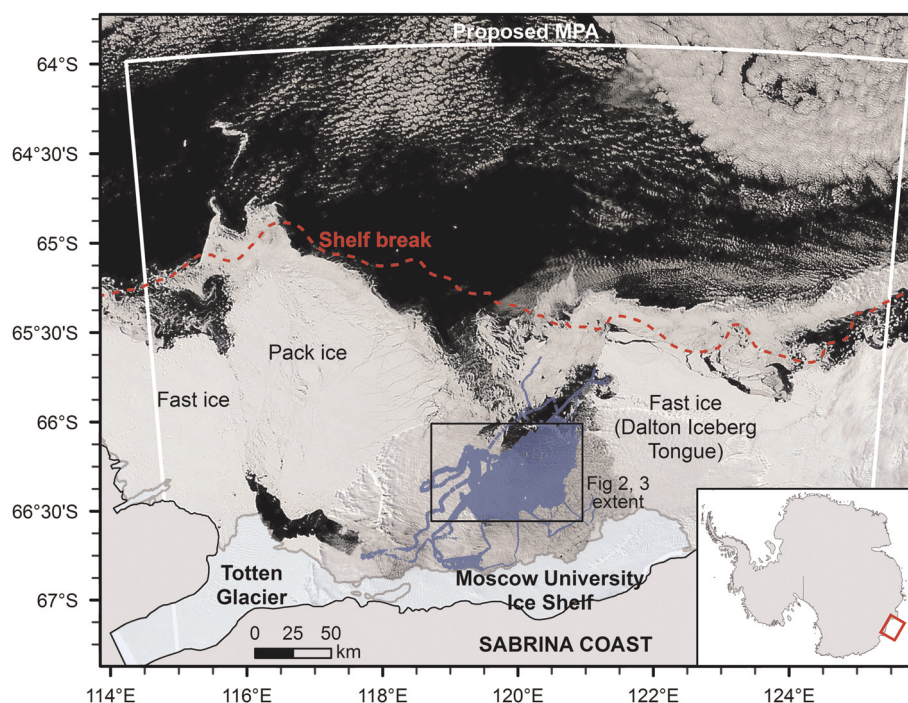 Proposed MPA
64°S
64°30'S
65°S
Shelf break
65°30'S
Pack ice
Fast ice
Fast ice
(Dalton Iceberg
Tongue)
66°S
Fig 2, 3
extent
66°30'S
Totten
Glacier
Moscow University
Ice Shelf
67°S
0 25 50
km
SABRINA COAST
114°E 116°E 118°E 120°E 122°E 124°E